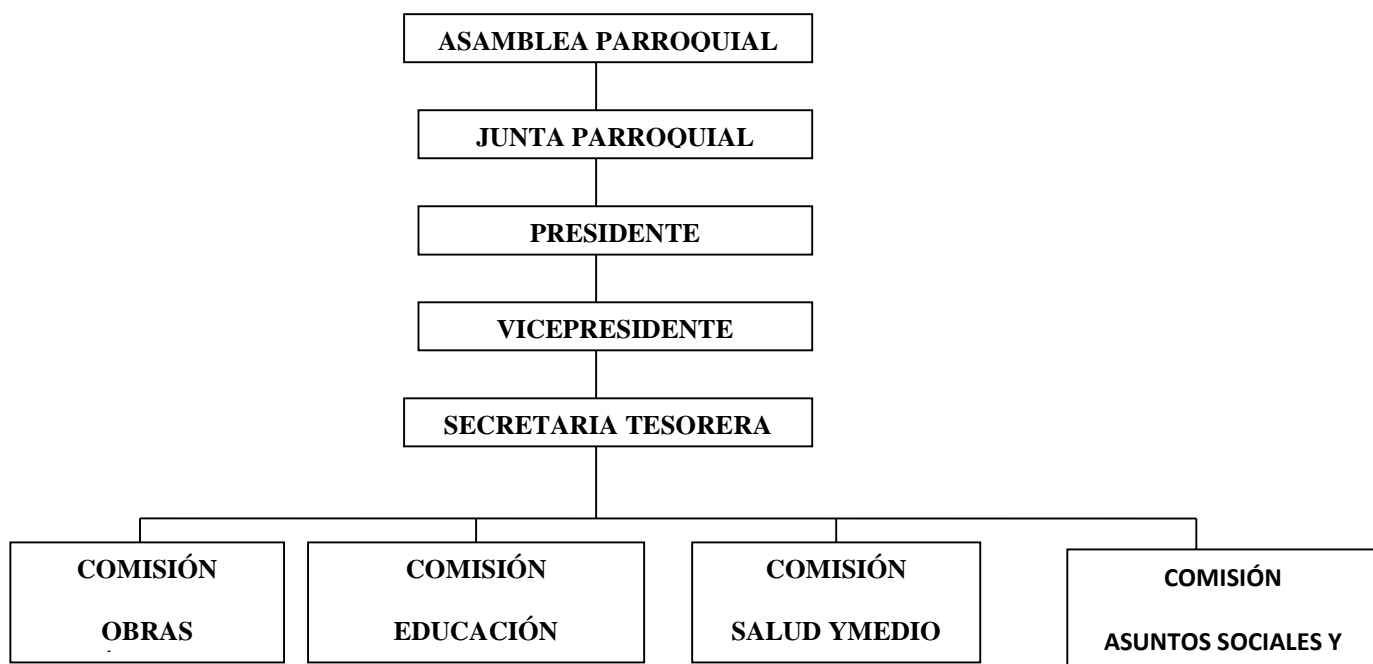 ASAMBLEA PARROQUIAL
JUNTA PARROQUIAL
PRESIDENTE
VICEPRESIDENTE
SECRETARIA TESORERA
COMISIÓN
OBRAS
COMISIÓN
EDUCACIÓN
COMISIÓN
SALUD YMEDIO
COMISIÓN
ASUNTOS SOCIALES Y